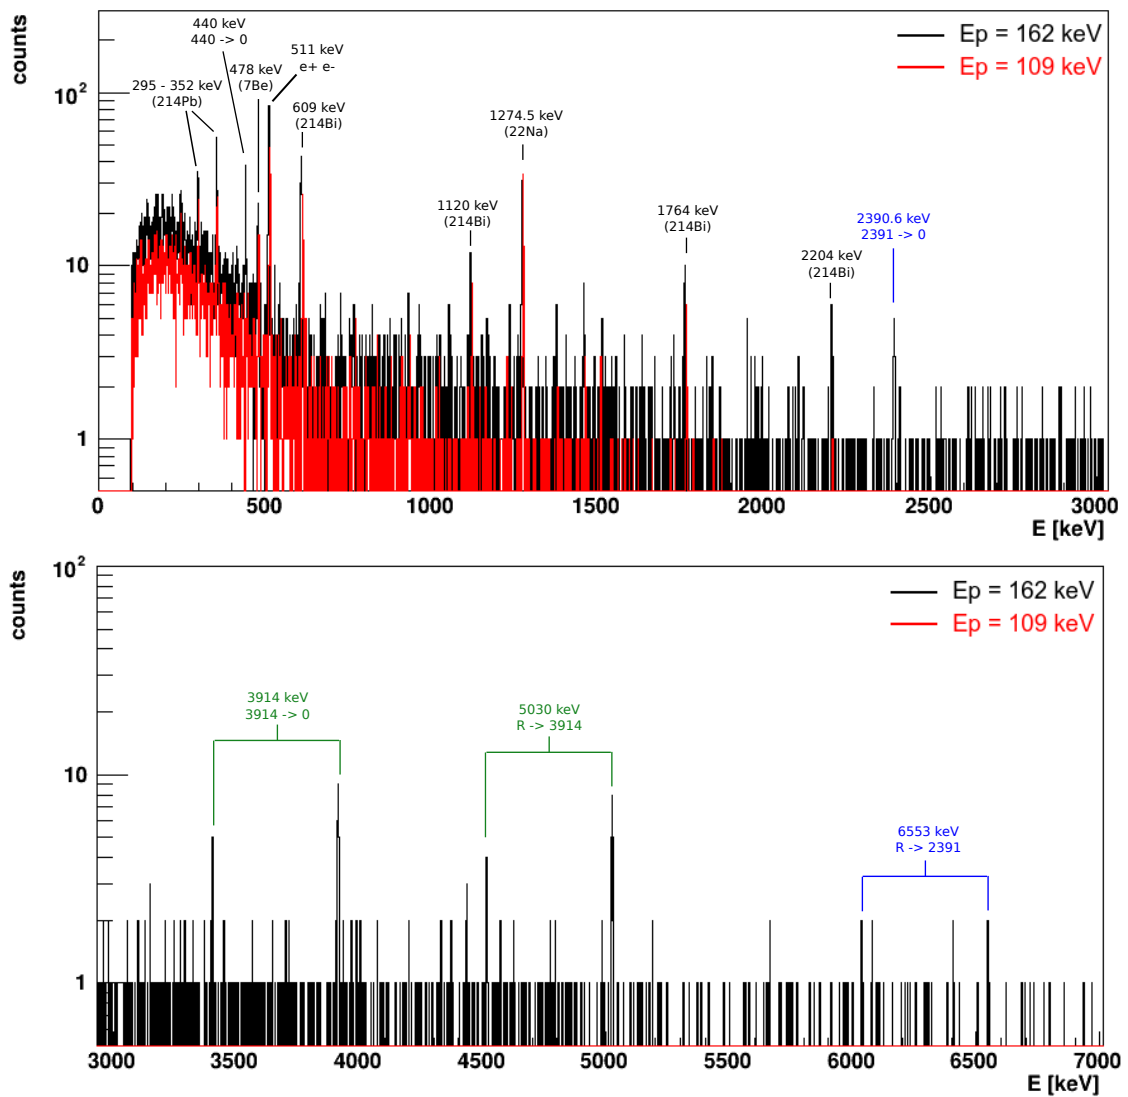 counts
10²
10
1
440 keV
440 -> 0
511 keV
e+ e-
478 keV
(7Be)
295 - 352 keV
(214Pb)
609 keV
(214Bi)
1274.5 keV
(22Na)
1120 keV
(214Bi)
1764 keV
(214Bi)
2390.6 keV
2391 -> 0
2204 keV
(214Bi)
Ep = 162 keV
Ep = 109 keV
0 500 1000 1500 2000 2500 3000
E [keV]
counts
10²
10
1
Ep = 162 keV
Ep = 109 keV
3914 keV
3914 -> 0
5030 keV
R -> 3914
6553 keV
R -> 2391
3000 3500 4000 4500 5000 5500 6000 6500 7000
E [keV]